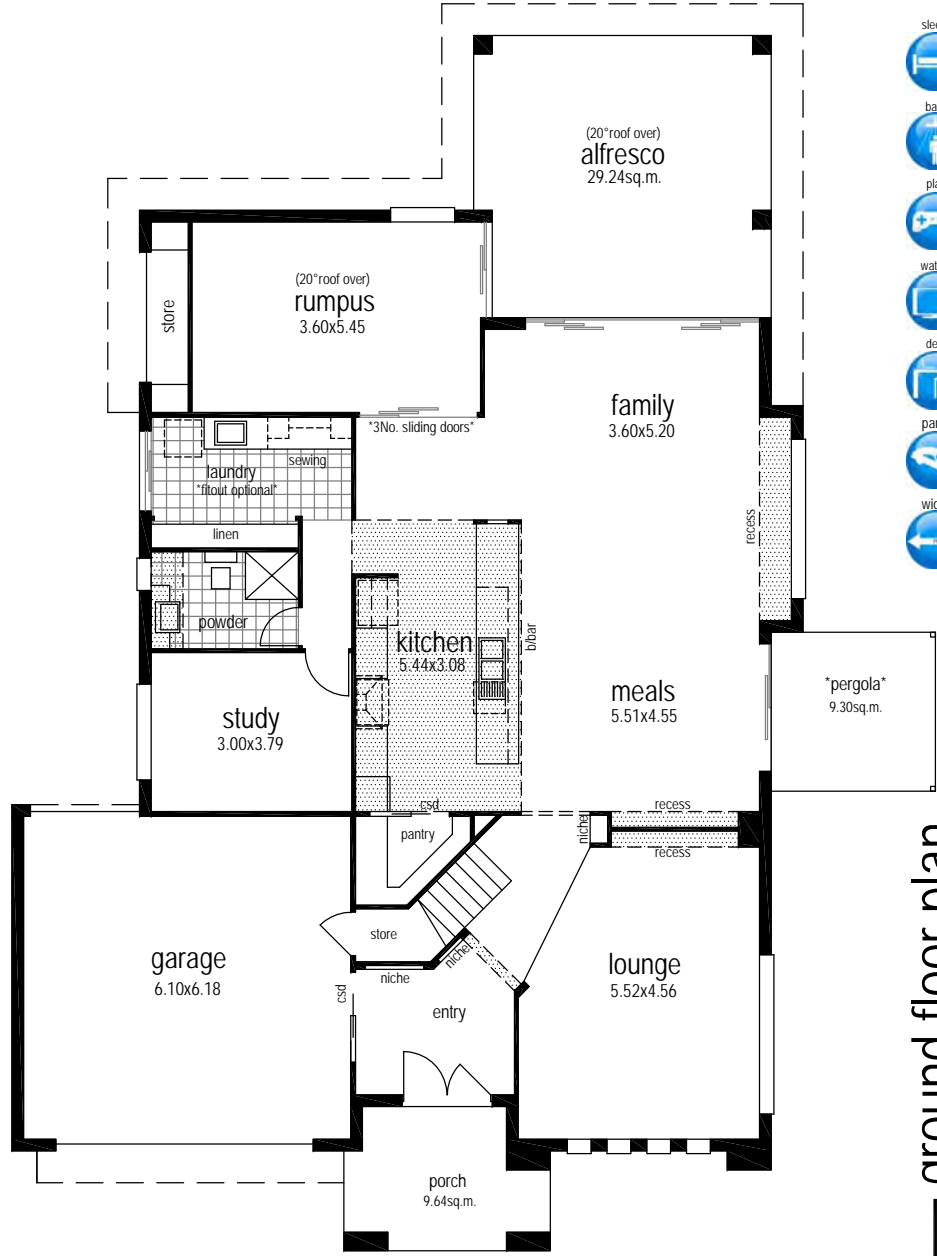 (20°roof over)
alfresco
29.24sq.m.
(20°roof over)
rumpus
3.60x5.45
store
family
3.60x5.20
*3No. sliding doors*
sewing
laundry
*fitout optional*
linen
recess
powder
kitchen
5.44x3.08
b/bar
meals
5.51x4.55
*pergola*
9.30sq.m.
study
3.00x3.79
csd
pantry
niche
recess
recess
store
garage
6.10x6.18
niche
niche
csd
entry
lounge
5.52x4.56
porch
9.64sq.m.
ground floor plan